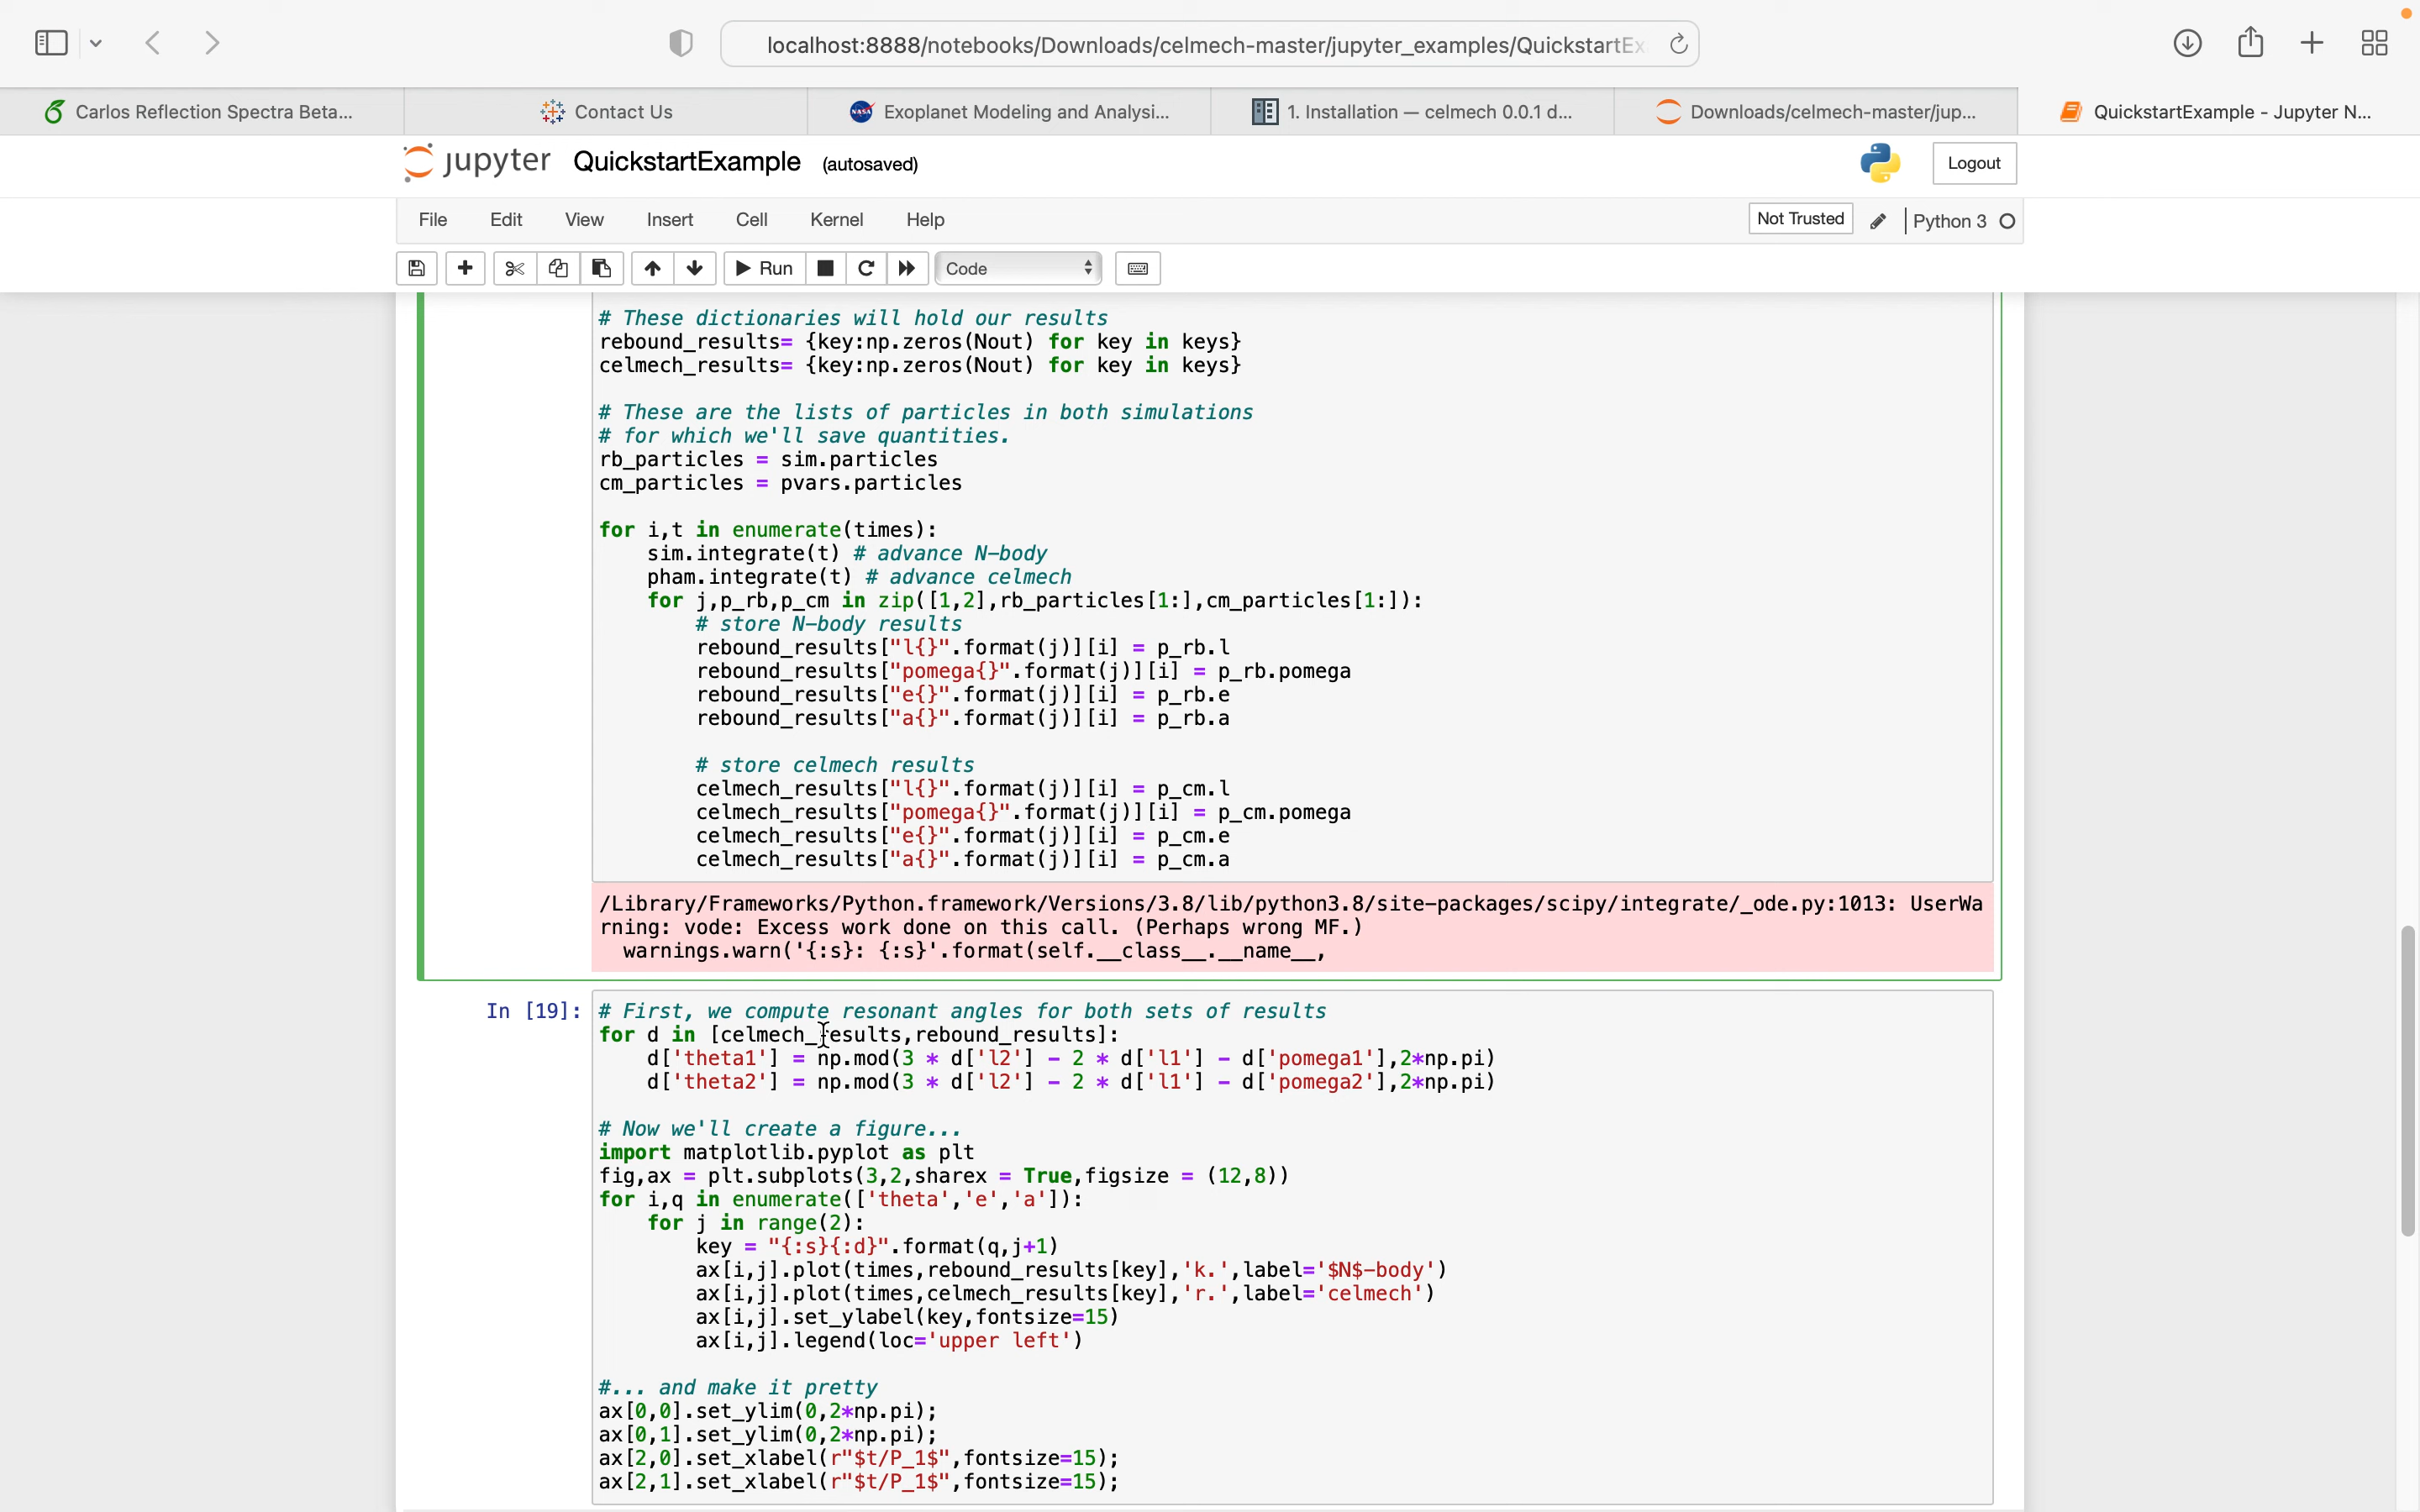 localhost:8888/notebooks/Downloads/celmech-master/jupyter_examples/QuickstartEx
Carlos Reflection Spectra Beta...
Contact Us
Exoplanet Modeling and Analysi...
1. Installation — celmech 0.0.1 d...
Downloads/celmech-master/jup...
QuickstartExample - Jupyter N...
jupyter QuickstartExample (autosaved)
Logout
File Edit View Insert Cell Kernel Help
Not Trusted Python 3
Run Code
# These dictionaries will hold our results
rebound_results= {key:np.zeros(Nout) for key in keys}
celmech_results= {key:np.zeros(Nout) for key in keys}
# These are the lists of particles in both simulations
# for which we'll save quantities.
rb_particles = sim.particles
cm_particles = pvars.particles
for i,t in enumerate(times):
    sim.integrate(t) # advance N-body
    pham.integrate(t) # advance celmech
    for j,p_rb,p_cm in zip([1,2],rb_particles[1:],cm_particles[1:]):
        # store N-body results
        rebound_results["l{}".format(j)][i] = p_rb.l
        rebound_results["pomega{}".format(j)][i] = p_rb.pomega
        rebound_results["e{}".format(j)][i] = p_rb.e
        rebound_results["a{}".format(j)][i] = p_rb.a
        # store celmech results
        celmech_results["l{}".format(j)][i] = p_cm.l
        celmech_results["pomega{}".format(j)][i] = p_cm.pomega
        celmech_results["e{}".format(j)][i] = p_cm.e
        celmech_results["a{}".format(j)][i] = p_cm.a
/Library/Frameworks/Python.framework/Versions/3.8/lib/python3.8/site-packages/scipy/integrate/_ode.py:1013: UserWa
rning: vode: Excess work done on this call. (Perhaps wrong MF.)
  warnings.warn('{:s}: {:s}'.format(self.__class__.__name__,
In [19]: # First, we compute resonant angles for both sets of results
for d in [celmech_results,rebound_results]:
    d['theta1'] = np.mod(3 * d['l2'] - 2 * d['l1'] - d['pomega1'],2*np.pi)
    d['theta2'] = np.mod(3 * d['l2'] - 2 * d['l1'] - d['pomega2'],2*np.pi)
# Now we'll create a figure...
import matplotlib.pyplot as plt
fig,ax = plt.subplots(3,2,sharex = True,figsize = (12,8))
for i,q in enumerate(['theta','e','a']):
    for j in range(2):
        key = "{:s}{:d}".format(q,j+1)
        ax[i,j].plot(times,rebound_results[key],'k.',label='$N$-body')
        ax[i,j].plot(times,celmech_results[key],'r.',label='celmech')
        ax[i,j].set_ylabel(key,fontsize=15)
        ax[i,j].legend(loc='upper left')
#... and make it pretty
ax[0,0].set_ylim(0,2*np.pi);
ax[0,1].set_ylim(0,2*np.pi);
ax[2,0].set_xlabel(r"$t/P_1$",fontsize=15);
ax[2,1].set_xlabel(r"$t/P_1$",fontsize=15);